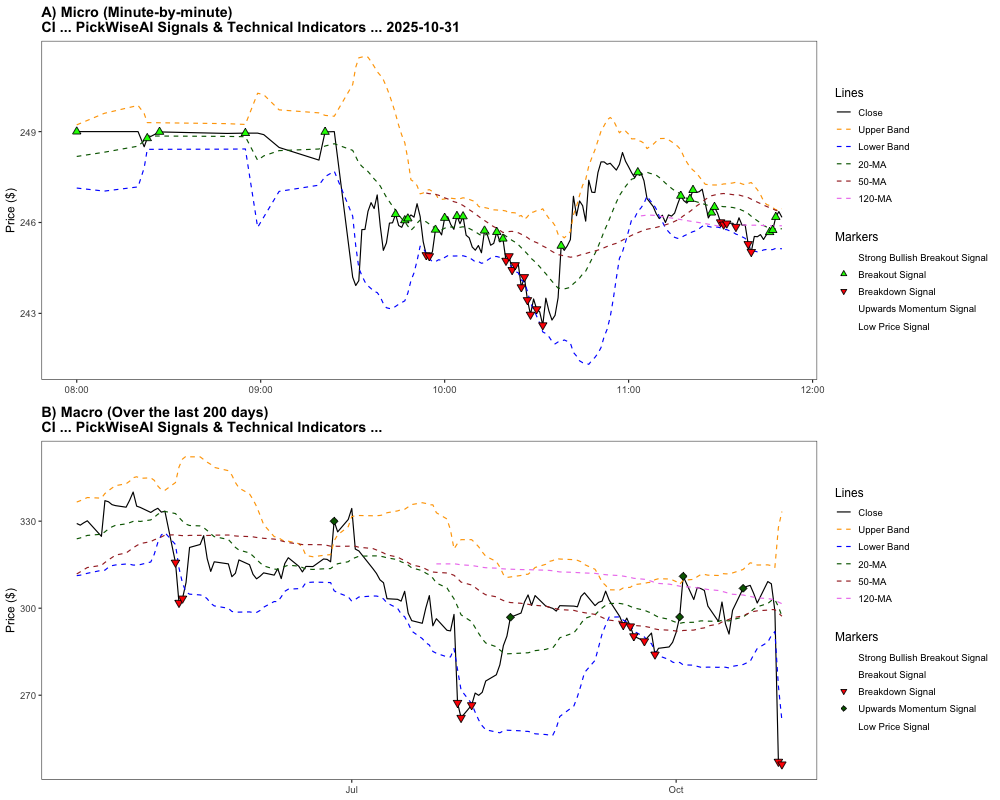 A) Micro (Minute-by-minute)
CI ... PickWiseAI Signals & Technical Indicators ... 2025-10-31
Price ($)
249
246
243
08:00
09:00
10:00
11:00
12:00
Lines
Close
Upper Band
Lower Band
20-MA
50-MA
120-MA
Markers
Strong Bullish Breakout Signal
Breakout Signal
Breakdown Signal
Upwards Momentum Signal
Low Price Signal
B) Macro (Over the last 200 days)
CI ... PickWiseAI Signals & Technical Indicators ...
Price ($)
330
300
270
Jul
Oct
Lines
Close
Upper Band
Lower Band
20-MA
50-MA
120-MA
Markers
Strong Bullish Breakout Signal
Breakout Signal
Breakdown Signal
Upwards Momentum Signal
Low Price Signal